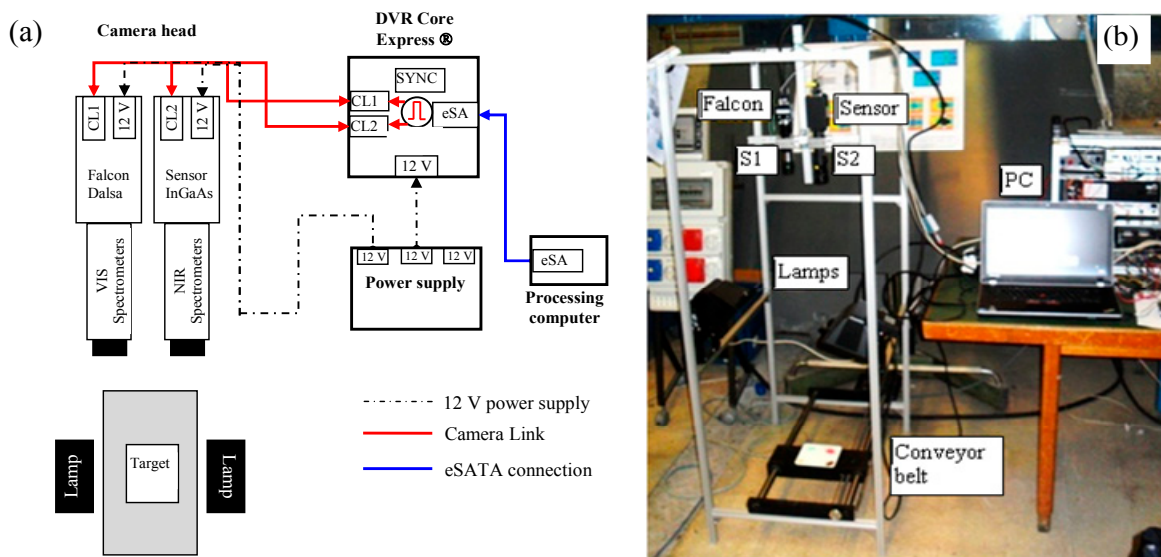 (a)
Camera head
DVR Core
Express ®
SYNC
CL1
CL2
eSA
12 V
CL1
12 V
CL2
12 V
Falcon
Dalsa
Sensor
InGaAs
VIS
Spectrometers
NIR
Spectrometers
12 V
12 V
12 V
Power supply
eSA
Processing
computer
Lamp
Target
Lamp
12 V power supply
Camera Link
eSATA connection
(b)
Falcon
Sensor
S1
S2
PC
Lamps
Conveyor
belt